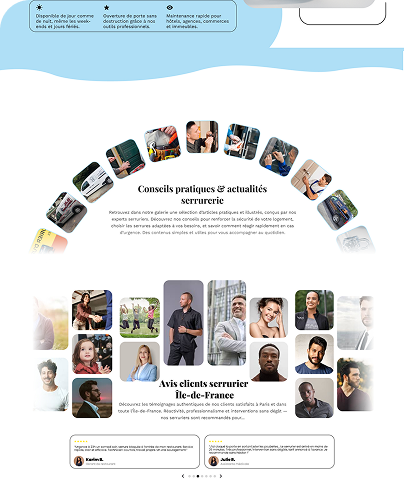 Disponible de jour comme
de nuit, même les week-
ends et jours fériés.
Ouverture de porte sans
destruction grâce à nos
outils professionnels.
Maintenance rapide pour
hôtels, agences, commerces
et immeubles.
Conseils pratiques & actualités
serrurerie
Retrouvez dans notre galerie une sélection d'articles pratiques et illustrés, conçus par nos
experts serruriers. Découvrez nos conseils pour renforcer la sécurité de votre logement,
choisir les serrures adaptées à vos besoins, et savoir comment réagir rapidement en cas
d'urgence. Des contenus simples et utiles pour vous accompagner au quotidien.
Avis clients serrurier
Île-de-France
Découvrez les témoignages authentiques de nos clients satisfaits à Paris et dans
toute l'Île-de-France. Réactivité, professionnalisme et interventions sans dégât —
nos serruriers sont recommandés pour...
Karim B.
Julie B.